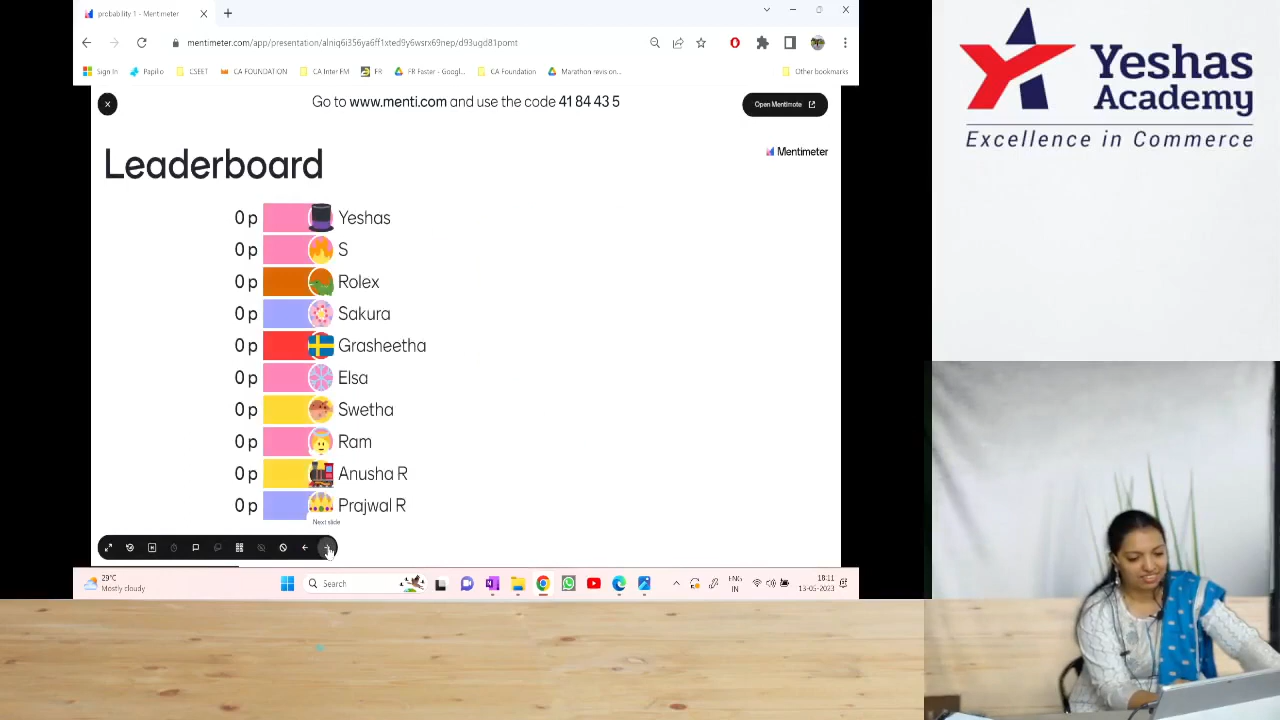 probability 1 - Mentimeter
mentimeter.com/app/presentation/alnig6i356ya6ff1xted9y6wsrx69nep/d93ugd81pomt
Sign In
Papilio
CSEET
CA FOUNDATION
CA Inter FM
FR
FR Faster - Googl...
CA Foundation
Marathon revis on...
Other bookmarks
Go to www.menti.com and use the code 41 84 43 5
Open Mentimote
Mentimeter
Leaderboard
0 p Yeshas
0 p S
0 p Rolex
0 p Sakura
0 p Grasheetha
0 p Elsa
0 p Swetha
0 p Ram
0 p Anusha R
0 p Prajwal R
Next slide
29°C
Mostly cloudy
Search
ENG
IN
18:11
13-05-2023
Yeshas
Academy
Excellence in Commerce